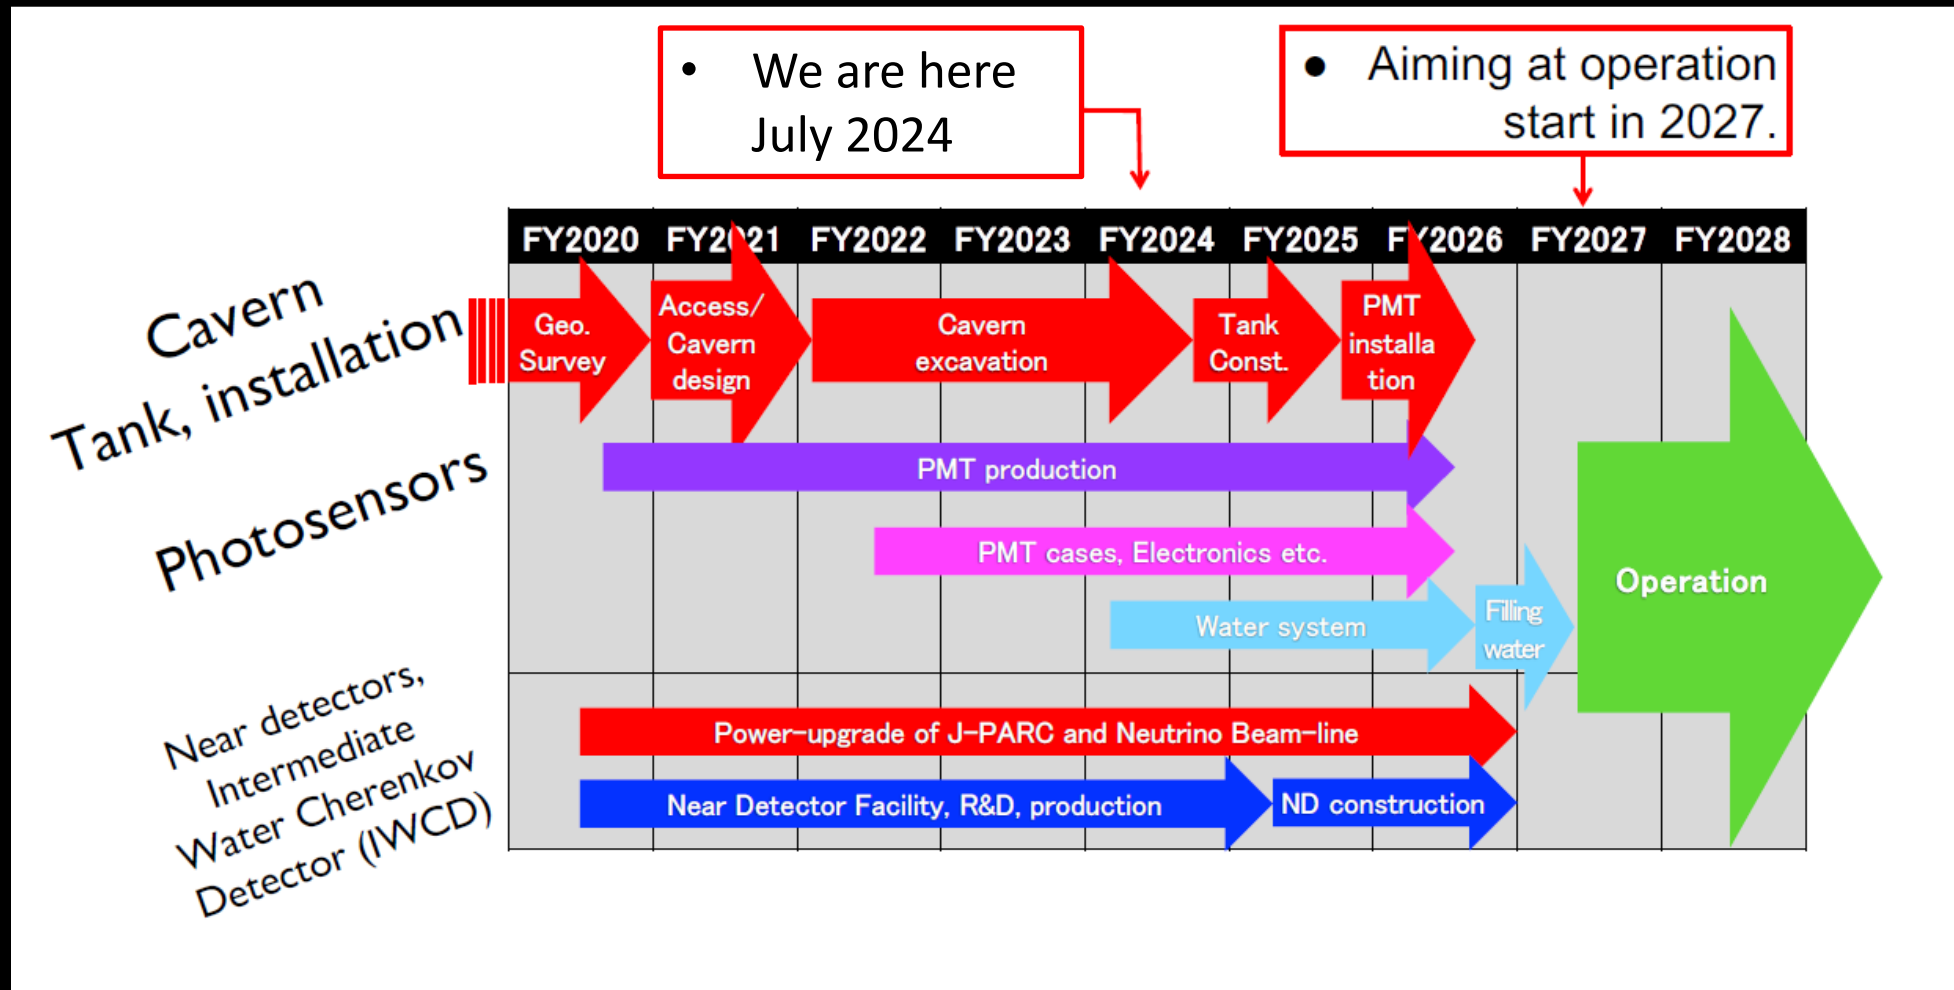 • We are here
July 2024
● Aiming at operation
start in 2027.
FY2020 FY2021 FY2022 FY2023 FY2024 FY2025 FY2026 FY2027 FY2028
Cavern
Tank, installation
Geo.
Survey
Access/
Cavern
design
Cavern
excavation
Tank
Const.
PMT
installa
tion
Photosensors
PMT production
PMT cases, Electronics etc.
Water system
Filling
water
Operation
Near detectors,
Intermediate
Water Cherenkov
Detector (IWCD)
Power-upgrade of J-PARC and Neutrino Beam-line
Near Detector Facility, R&D, production
ND construction